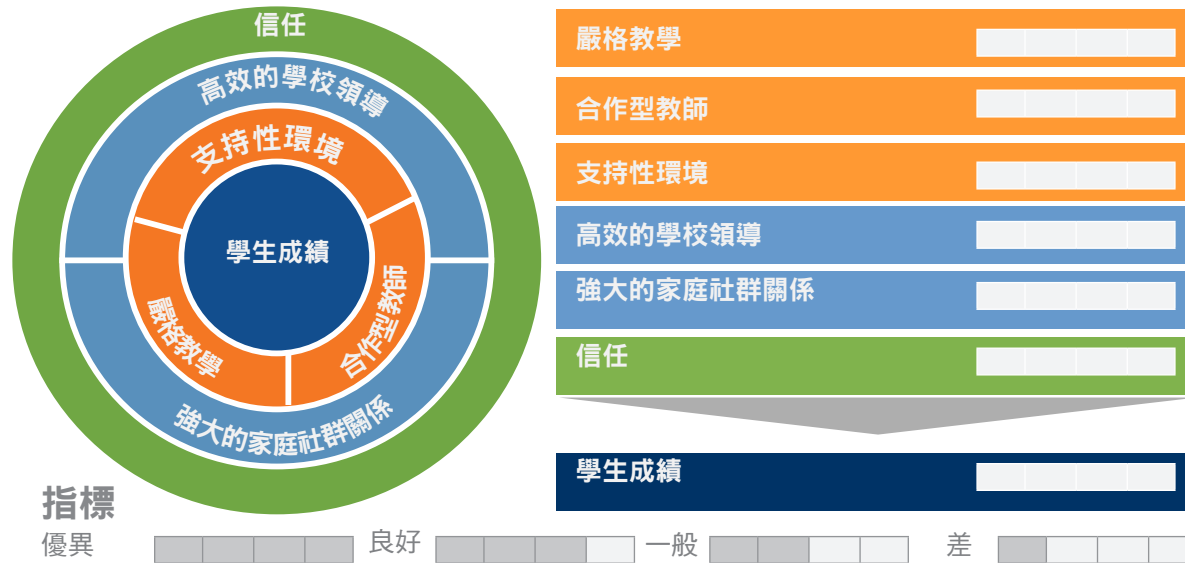 信任
高效的學校領導
支持性環境
學生成績
嚴格教學
合作型教師
強大的家庭社群關係
嚴格教學
合作型教師
支持性環境
高效的學校領導
強大的家庭社群關係
信任
學生成績
指標
優異 良好 一般 差